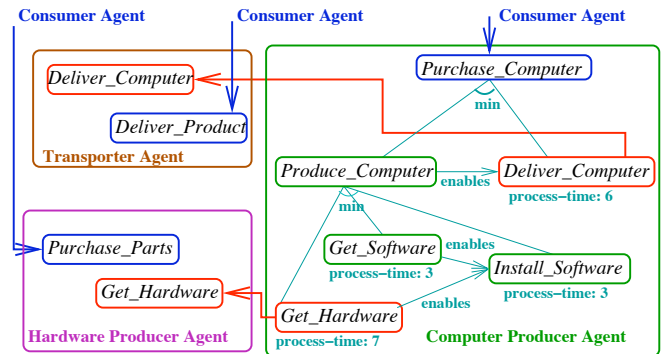 Consumer Agent
Consumer Agent
Consumer Agent
Deliver_Computer
Purchase_Computer
min
Deliver_Product
Transporter Agent
Produce_Computer
Deliver_Computer
enables
process-time: 6
min
Purchase_Parts
Get_Software
enables
process-time: 3
Install_Software
process-time: 3
Get_Hardware
enables
Get_Hardware
process-time: 7
Hardware Producer Agent
Computer Producer Agent